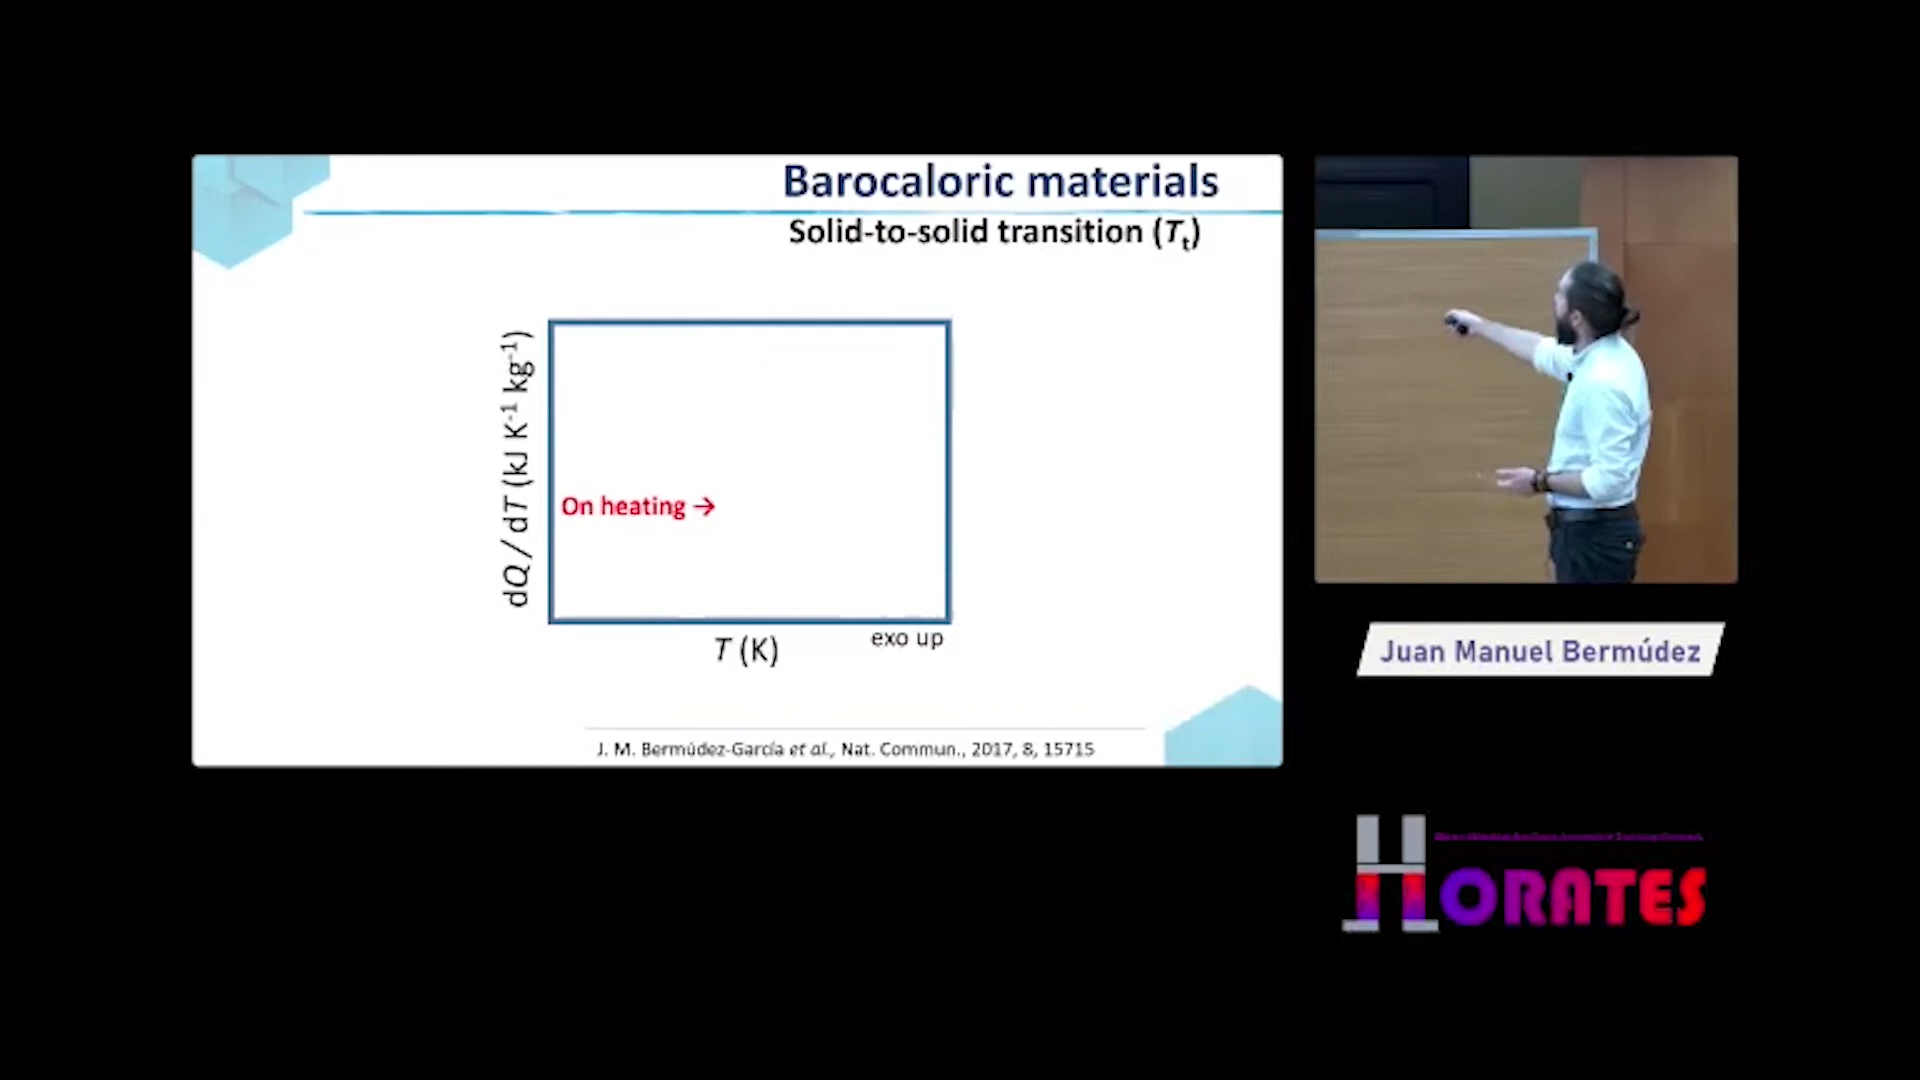 Barocaloric materials
Solid-to-solid transition (Tt)
dQ / dT (kJ K-1 kg-1)
On heating →
T (K)
exo up
J. M. Bermúdez-García et al., Nat. Commun., 2017, 8, 15715
Juan Manuel Bermúdez
HORATES